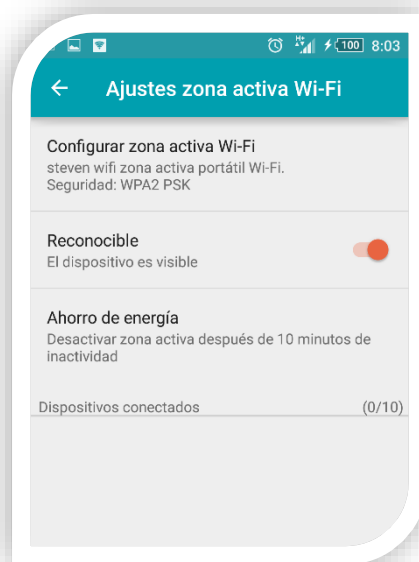 H+ 100 8:03
Ajustes zona activa Wi-Fi
Configurar zona activa Wi-Fi
steven wifi zona activa portátil Wi-Fi.
Seguridad: WPA2 PSK
Reconocible
El dispositivo es visible
Ahorro de energía
Desactivar zona activa después de 10 minutos de
inactividad
Dispositivos conectados (0/10)